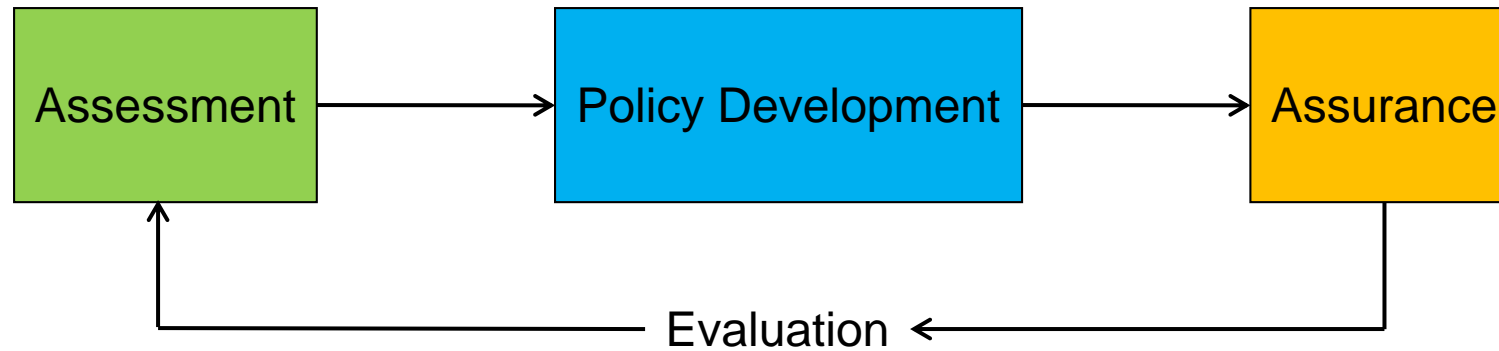 Assessment
Policy Development
Assurance
Evaluation